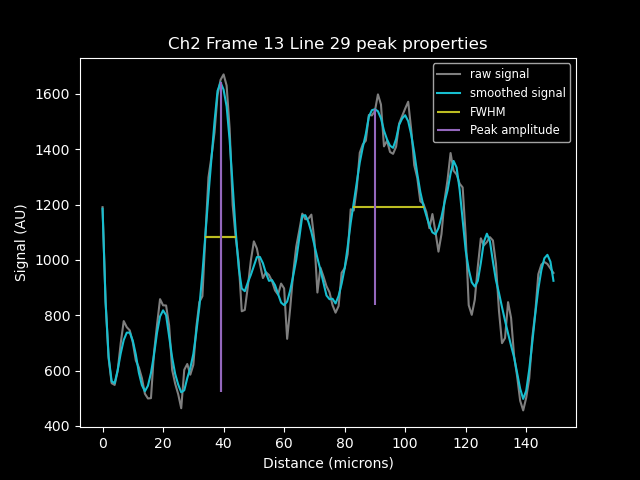 Ch2 Frame 13 Line 29 peak properties
raw signal
smoothed signal
FWHM
Peak amplitude
Signal (AU)
1600
1400
1200
1000
800
600
400
0 20 40 60 80 100 120 140
Distance (microns)